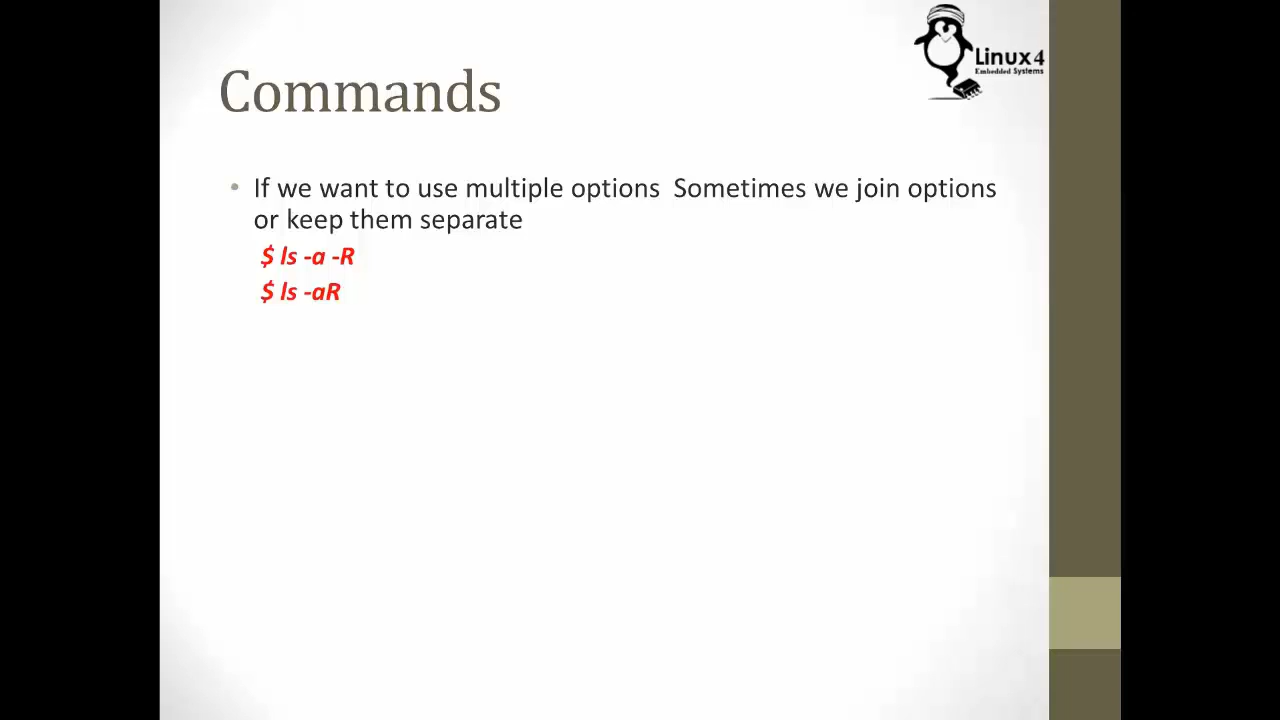 Linux 4
Embedded Systems
Commands
• If we want to use multiple options  Sometimes we join options
or keep them separate
$ ls -a -R
$ ls -aR